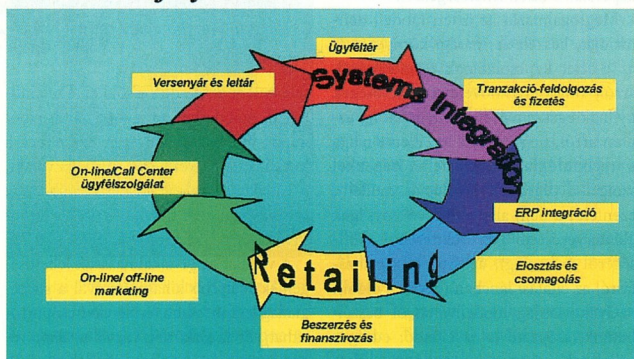 Ügyféltér
Versenyár és leltár
Systems Integration
Tranzakció-feldolgozás
és fizetés
On-line/Call Center
ügyfélszolgálat
ERP integráció
Retailing
Elosztás és
csomagolás
On-line/ off-line
marketing
Beszerzés és
finanszírozás